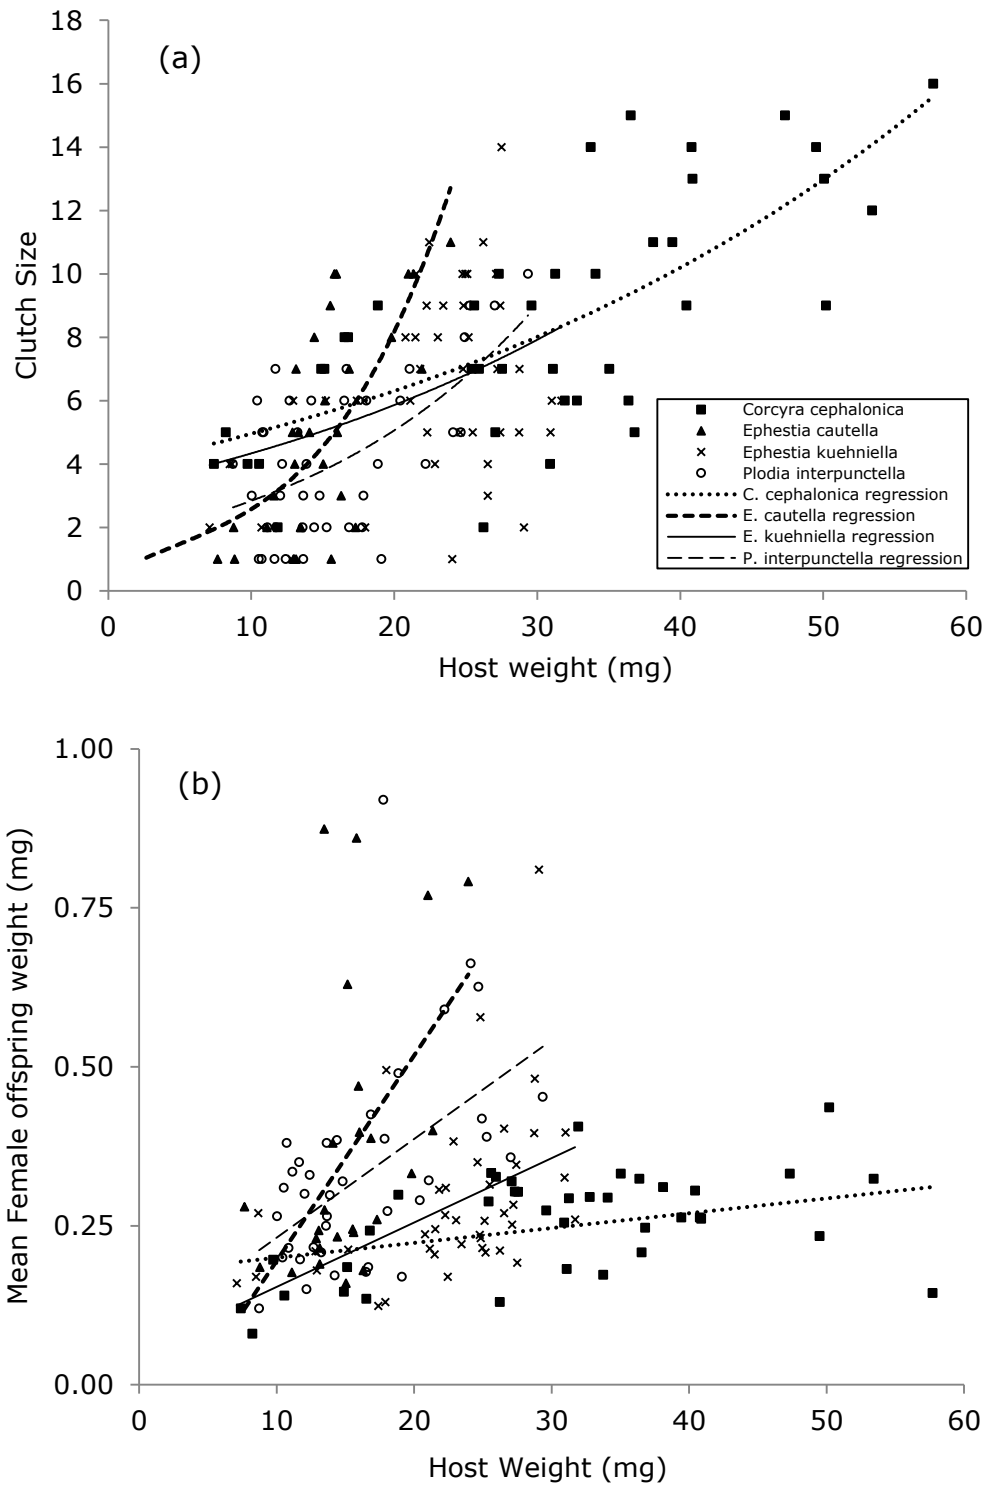 18
16
14
12
10
8
6
4
2
0
Clutch Size
(a)
Corcyra cephalonica
Ephestia cautella
Ephestia kuehniella
Plodia interpunctella
C. cephalonica regression
E. cautella regression
E. kuehniella regression
P. interpunctella regression
0 10 20 30 40 50 60
Host weight (mg)
1.00
0.75
0.50
0.25
0.00
Mean Female offspring weight (mg)
(b)
0 10 20 30 40 50 60
Host Weight (mg)